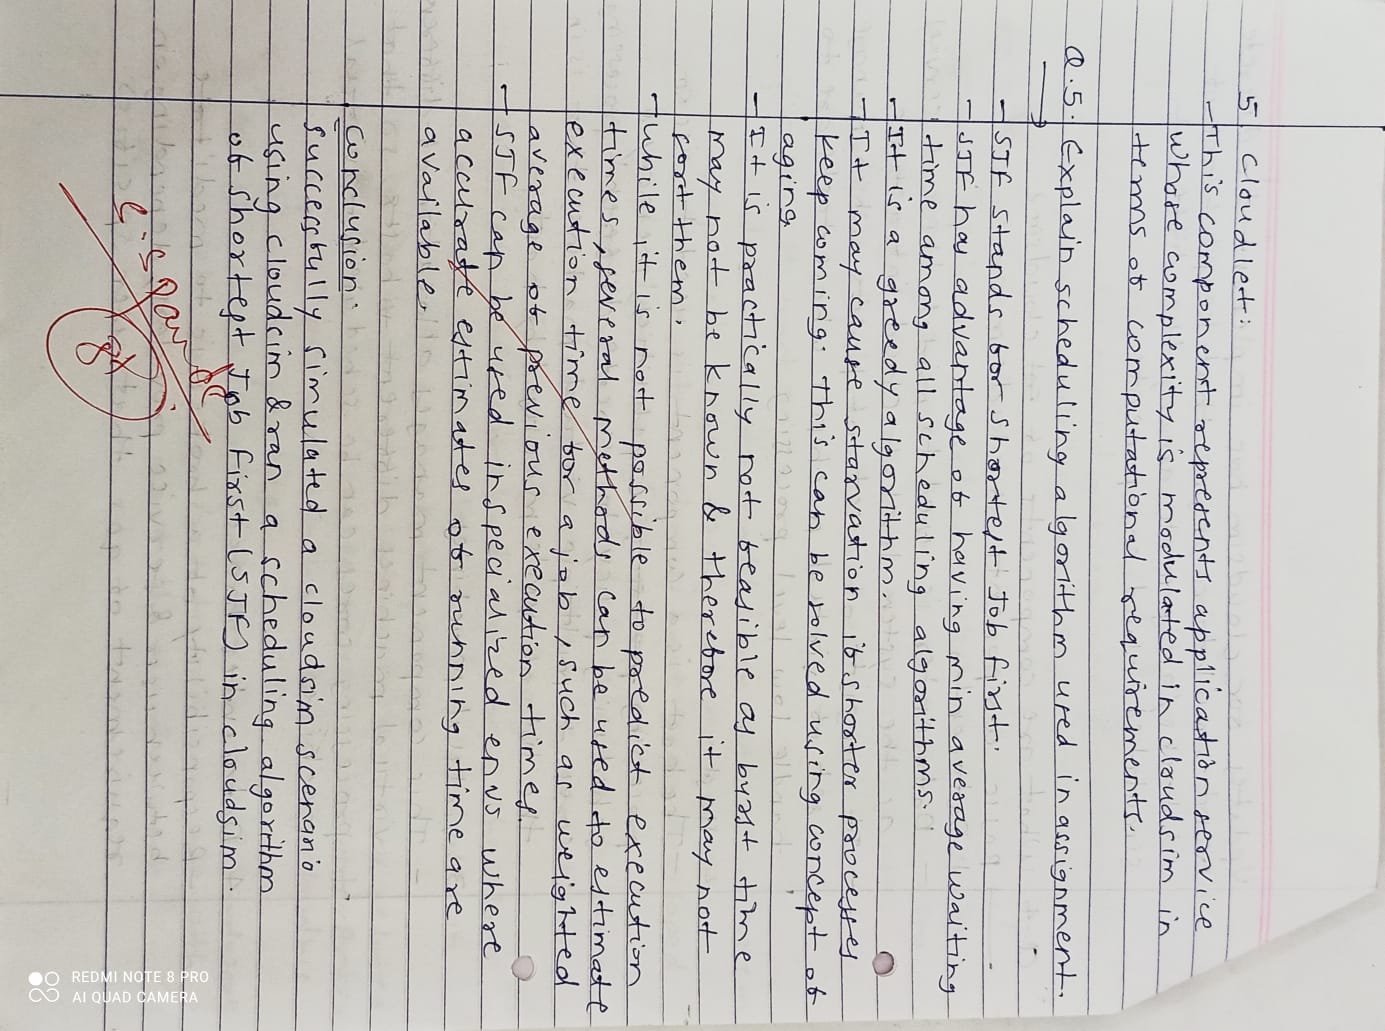 5. Cloudlet:
- This component represents application service
whose complexity is modulated in cloudsim in
terms of computational requirements.
Q.5. Explain scheduling algorithm used in assignment.
- SJF stands for shortest Job first.
- SJF has advantage of having min average waiting
time among all scheduling algorithms.
- It is a greedy algorithm.
- It may cause starvation if shorter processes
keep coming. This can be solved using concept of
aging.
- It is practically not feasible as burst time
may not be known & therefore it may not
sort them.
- while it is not possible to predict execution
times, several methods can be used to estimate
execution time for a job, such as weighted
average of previous execution times.
- SJF can be used in specialized envs where
accurate estimates of running time are
available.
Conclusion:
Successfully simulated a cloudsim scenario
using cloudsim & ran a scheduling algorithm
of shortest Job first (SJF) in cloudsim.
REDMI NOTE 8 PRO
AI QUAD CAMERA